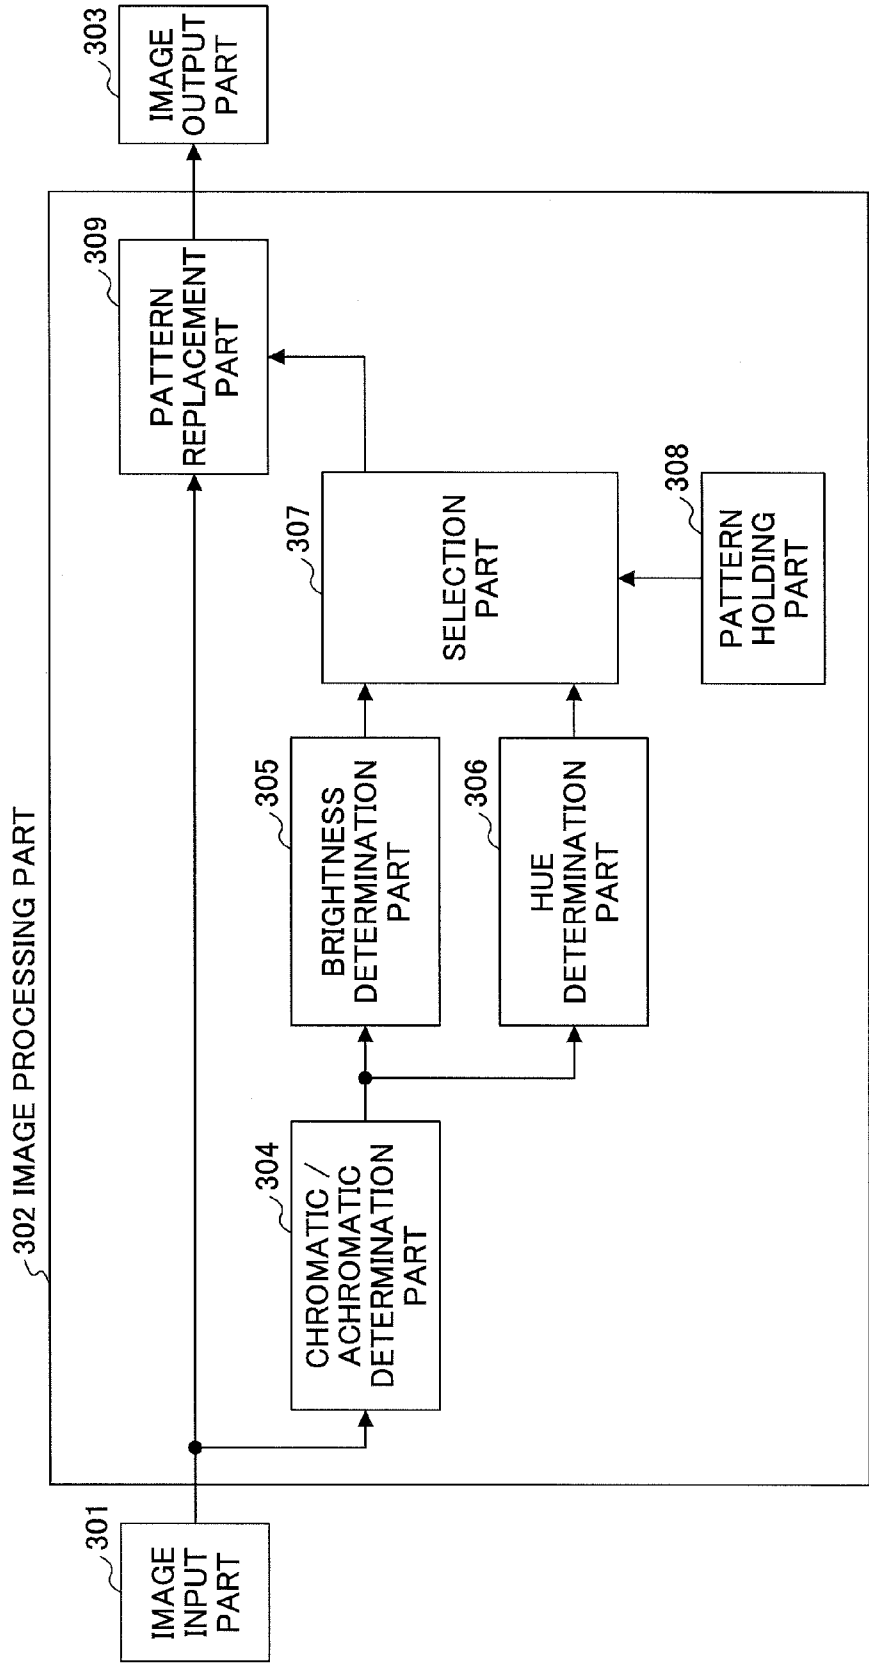 302 IMAGE PROCESSING PART
301
IMAGE
INPUT
PART
304
CHROMATIC /
ACHROMATIC
DETERMINATION
PART
305
BRIGHTNESS
DETERMINATION
PART
306
HUE
DETERMINATION
PART
307
SELECTION
PART
308
PATTERN
HOLDING
PART
309
PATTERN
REPLACEMENT
PART
303
IMAGE
OUTPUT
PART